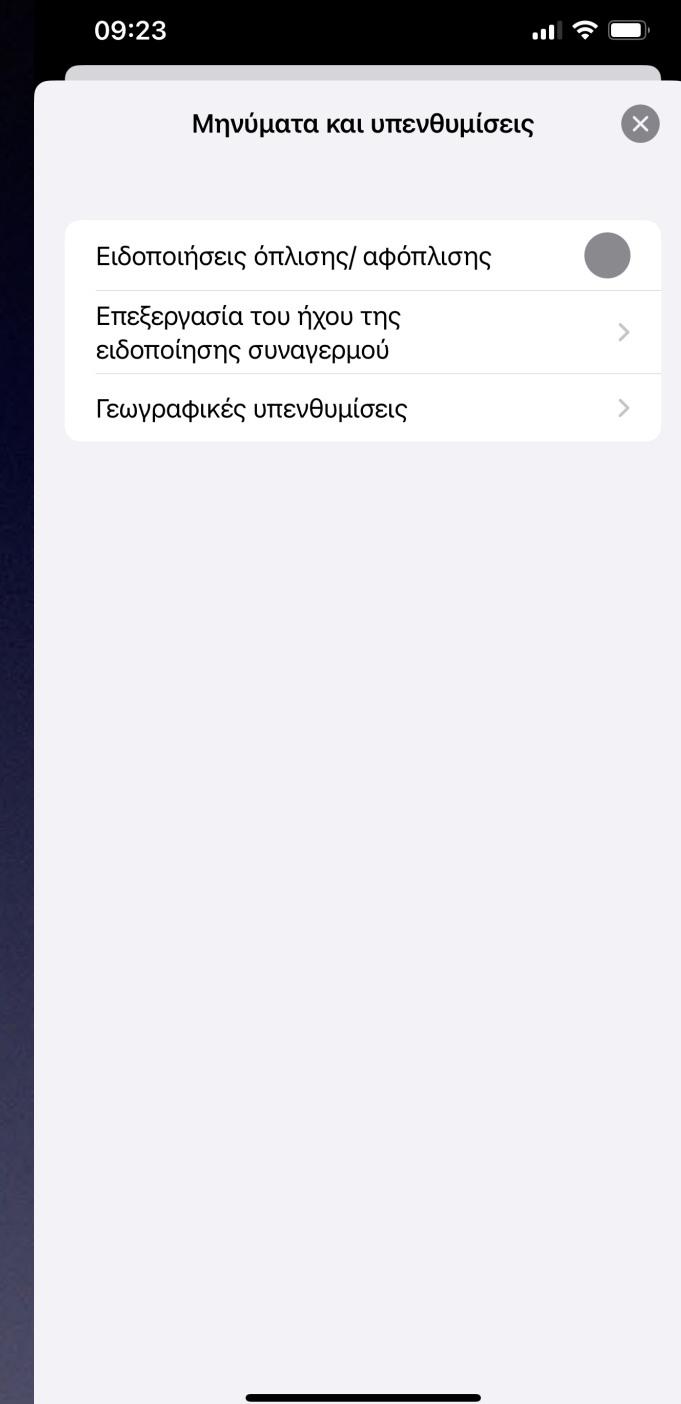 09:23
Μηνύματα και υπενθυμίσεις
Ειδοποιήσεις όπλισης/ αφόπλισης
Επεξεργασία του ήχου της
ειδοποίησης συναγερμού
Γεωγραφικές υπενθυμίσεις